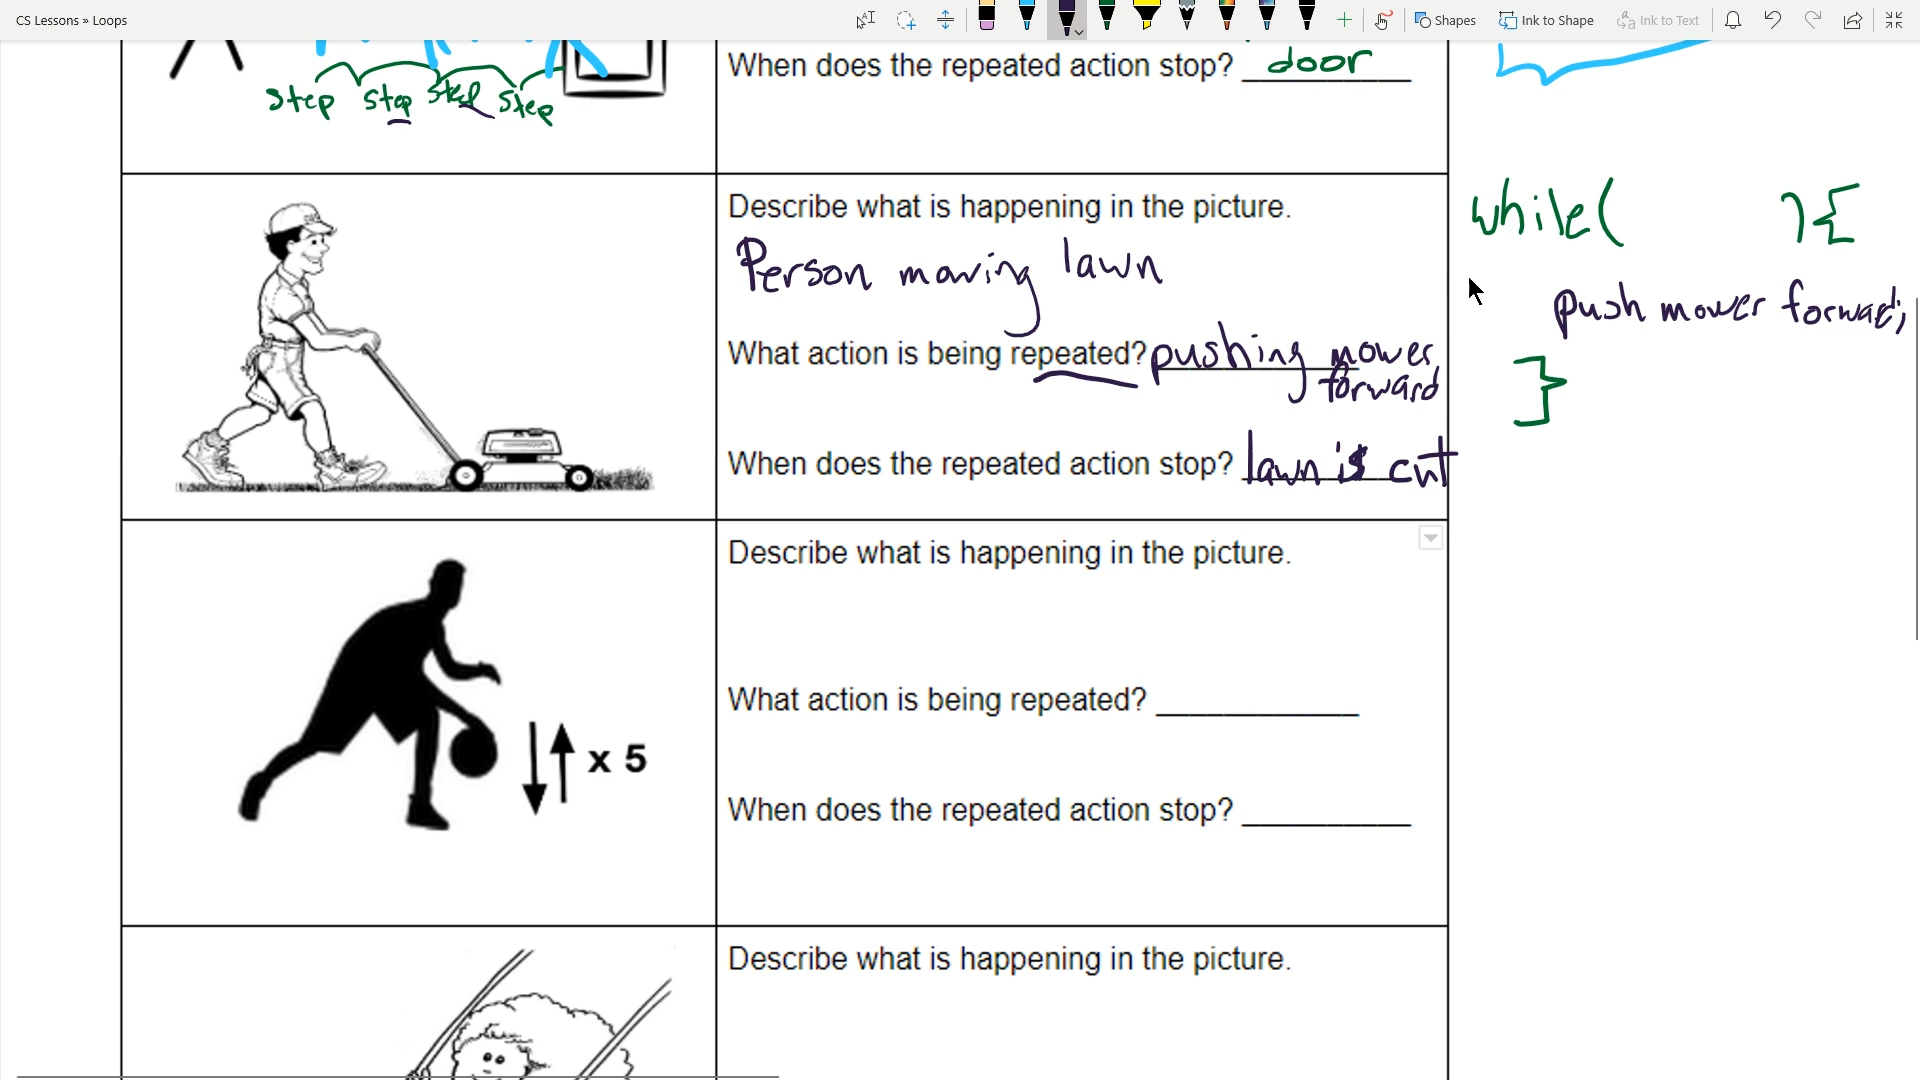 CS Lessons » Loops
Shapes
Ink to Shape
Ink to Text
step step step step
When does the repeated action stop? door
Describe what is happening in the picture.
Person moving lawn
What action is being repeated? pushing mower
forward
When does the repeated action stop? lawn is cut
while( ){
push mower forward;
}
x 5
Describe what is happening in the picture.
What action is being repeated? ____________
When does the repeated action stop? __________
Describe what is happening in the picture.